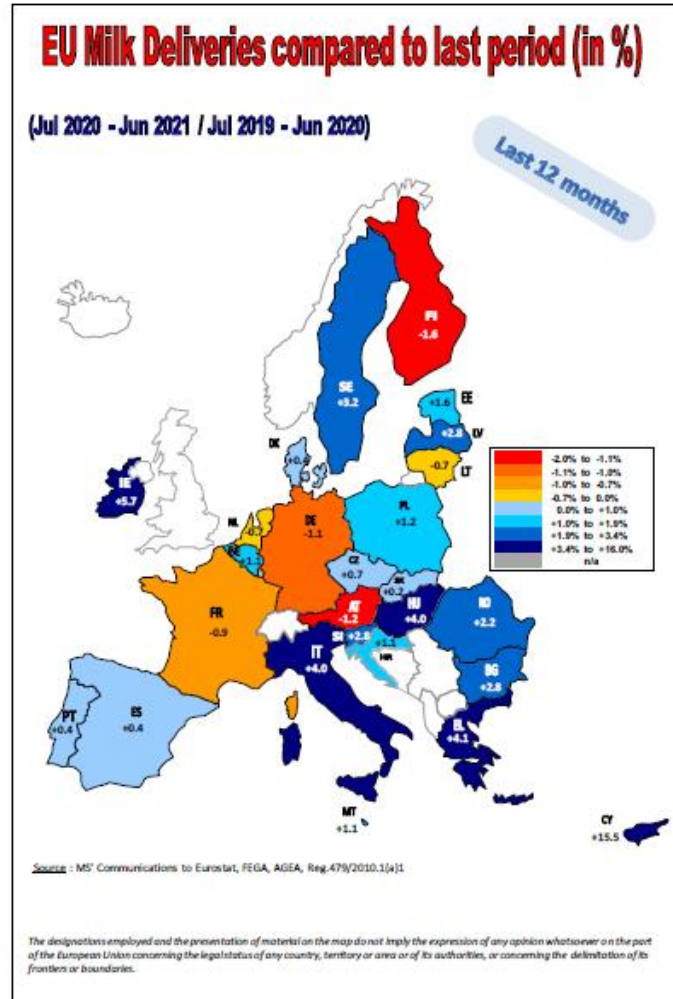 EU Milk Deliveries compared to last period (in %)
(Jul 2020 - Jun 2021 / Jul 2019 - Jun 2020)
Last 12 months
FI
-1.6
SE
+3.2
EE
+1.6
LV
+2.8
LT
-0.7
DK
IE
+5.7
NL
DE
-1.1
PL
+1.2
CZ
+0.7
+0.2
FR
-0.9
AT
-1.2
HU
+4.0
RO
+2.2
SI
+2.8
+1.1
HR
IT
+4.0
BG
+2.8
PT
+0.4
ES
+0.4
EL
+4.1
MT
+1.1
CY
+15.5
-2.0% to -1.1%
-1.1% to -1.0%
-1.0% to -0.7%
-0.7% to 0.0%
0.0% to +1.0%
+1.0% to +1.9%
+1.9% to +3.4%
+3.4% to +16.0%
n/a
Source : MS' Communications to Eurostat, FEGA, AGEA, Reg.479/2010.1(a)1
The designations employed and the presentation of material on the map do not imply the expression of any opinion whatsoever on the part
of the European Union concerning the legal status of any country, territory or area or of its authorities, or concerning the delimitation of its
frontiers or boundaries.